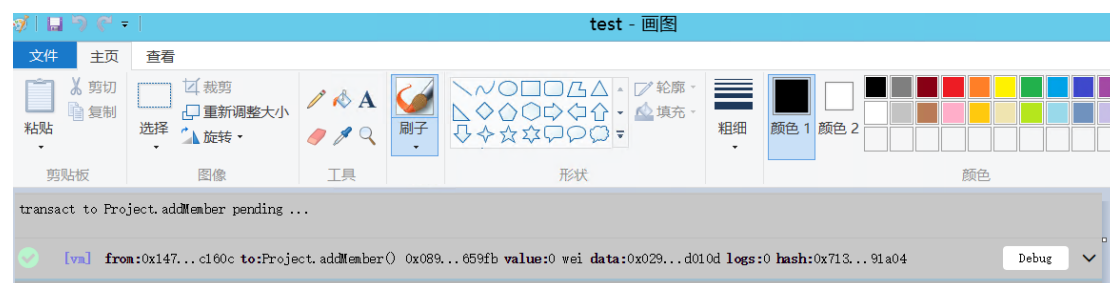 test - 画图
文件 主页 查看
粘贴 剪切 复制
选择 裁剪 重新调整大小 旋转
A
刷子
轮廓 填充
粗细
颜色 1 颜色 2
剪贴板 图像 工具 形状 颜色
transact to Project.addMember pending ...
[vm] from:0x147...c160c to:Project.addMember() 0x089...659fb value:0 wei data:0x029...d010d logs:0 hash:0x713...91a04 Debug